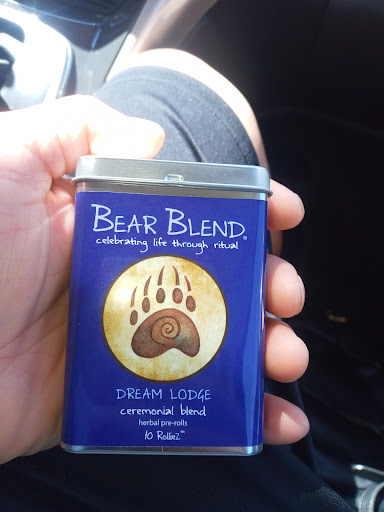 BEAR BLEND®
celebrating life through ritual
DREAM LODGE
ceremonial blend
herbal pre-rolls
10 RollieZ™